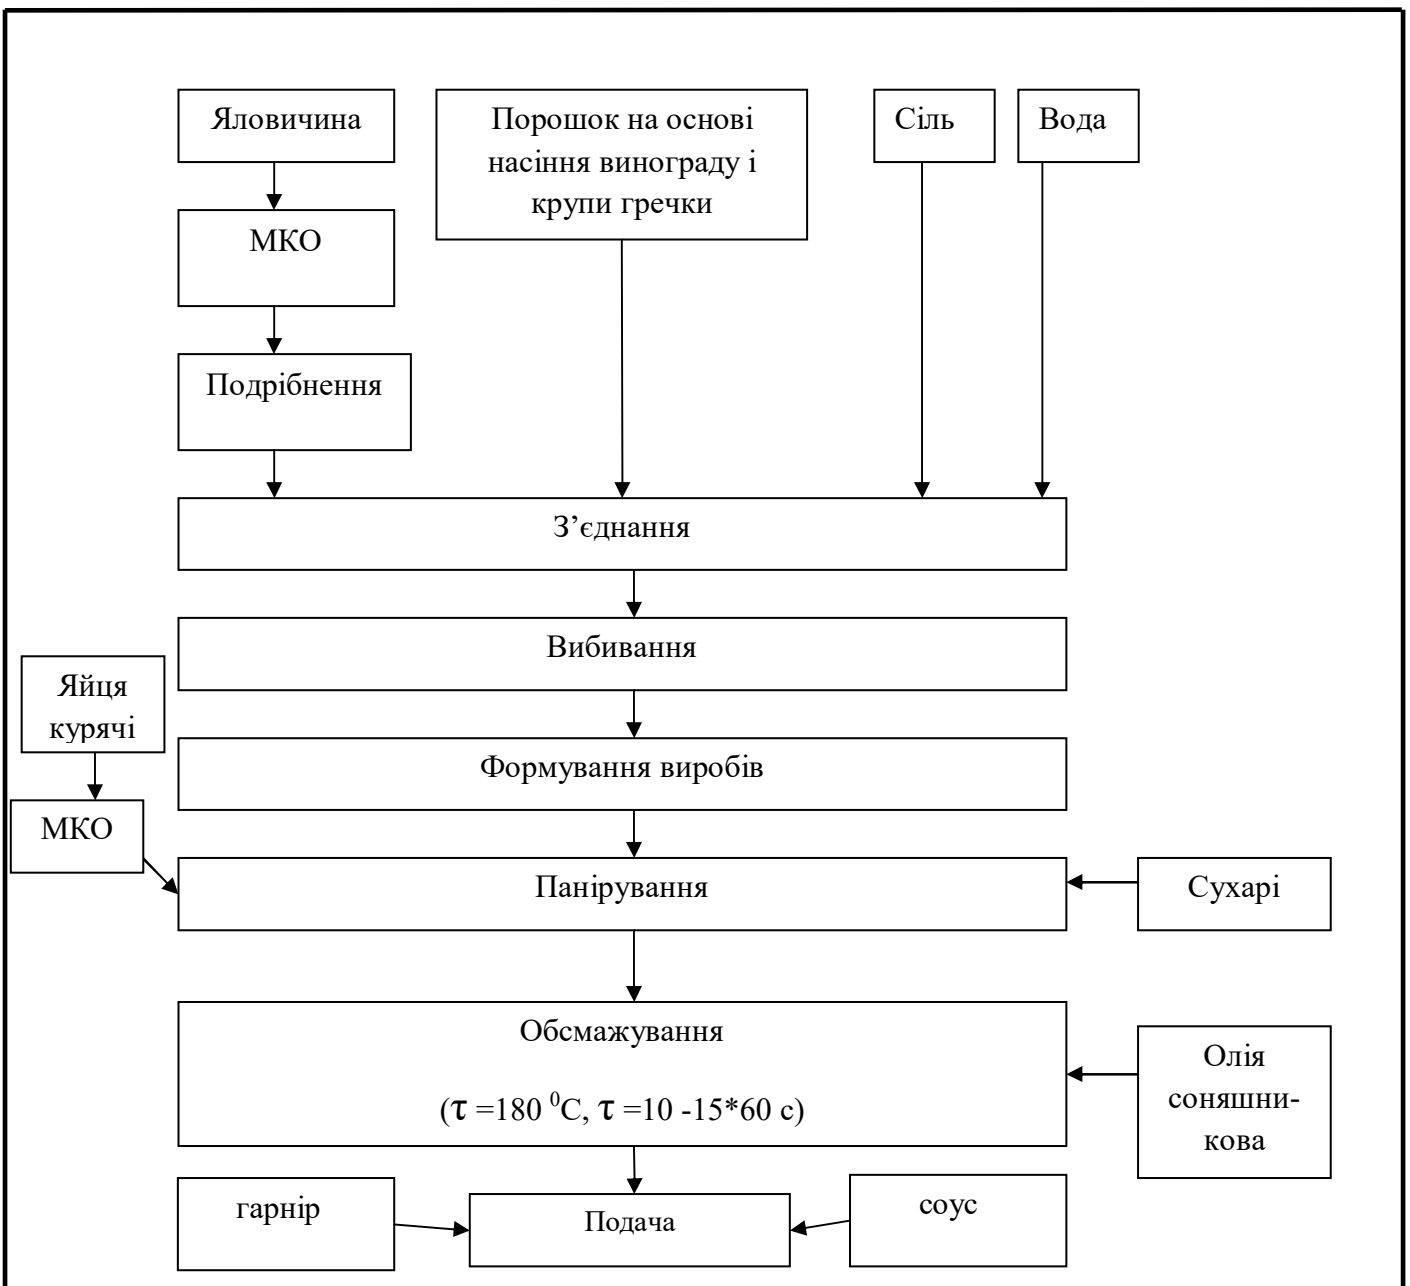 Яловичина
Порошок на основі
насіння винограду і
крупи гречки
Сіль
Вода
МКО
Подрібнення
З’єднання
Вибивання
Яйця
курячі
Формування виробів
МКО
Панірування
Сухарі
Обсмажування
(τ =180 ⁰С, τ =10 -15*60 с)
Олія
соняшни-
кова
гарнір
Подача
соус